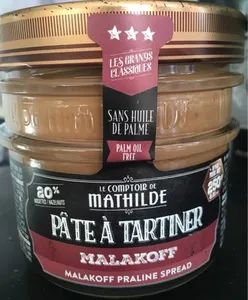 LES GRANDS
CLASSIQUES
SANS HUILE
DE PALME
PALM OIL
FREE
20%
NOISETTES / HAZELNUTS
LE COMPTOIR DE
MATHILDE
PÂTE À TARTINER
MALAKOFF
MALAKOFF PRALINE SPREAD